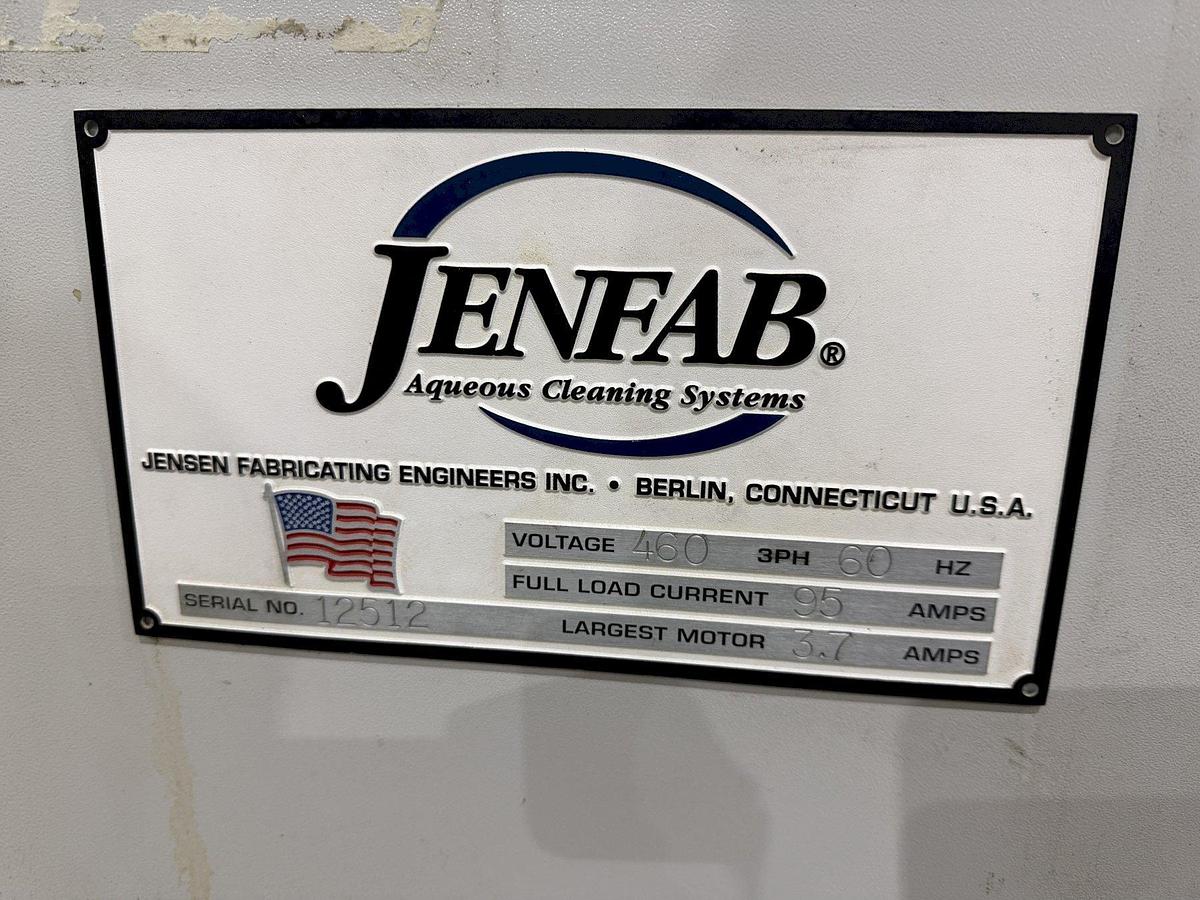 JENFAB®
Aqueous Cleaning Systems
JENSEN FABRICATING ENGINEERS INC. • BERLIN, CONNECTICUT U.S.A.
VOLTAGE 460 3PH 60 HZ
FULL LOAD CURRENT 95 AMPS
SERIAL NO. 12512
LARGEST MOTOR 3.7 AMPS